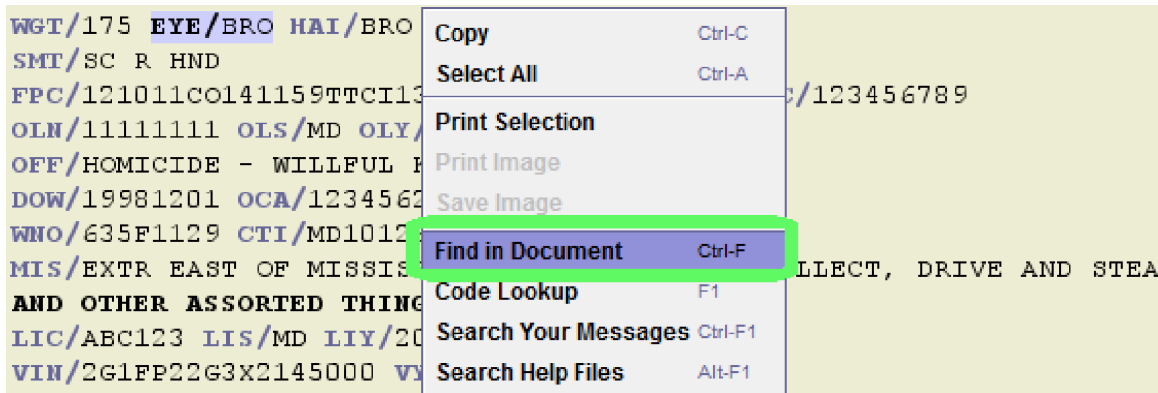 WGT/175 EYE/BRO HAI/BRO
SMT/SC R HND
FPC/121011CO141159TTCI13 /123456789
OLN/11111111 OLS/MD OLY/
OFF/HOMICIDE - WILLFUL
DOW/19981201 OCA/1234562
WNO/635F1129 CTI/MD1012
MIS/EXTR EAST OF MISSIS LLECT, DRIVE AND STEA
AND OTHER ASSORTED THING
LIC/ABC123 LIS/MD LIY/20
VIN/2G1FP22G3X2145000 VY
Copy Ctrl-C
Select All Ctrl-A
Print Selection
Print Image
Save Image
Find in Document Ctrl-F
Code Lookup F1
Search Your Messages Ctrl-F1
Search Help Files Alt-F1